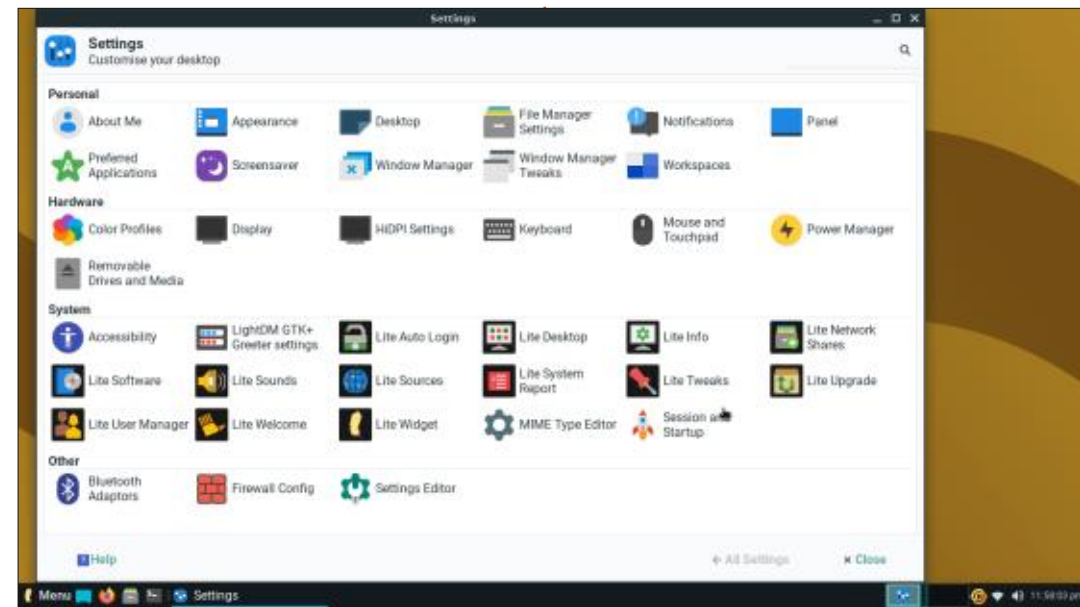 Settings
Settings
Customise your desktop
Personal
About Me
Appearance
Desktop
File Manager
Settings
Notifications
Panel
Preferred
Applications
Screensaver
Window Manager
Window Manager
Tweaks
Workspaces
Hardware
Color Profiles
Display
HiDPI Settings
Keyboard
Mouse and
Touchpad
Power Manager
Removable
Drives and Media
System
Accessibility
LightDM GTK+
Greeter settings
Lite Auto Login
Lite Desktop
Lite Info
Lite Network
Shares
Lite Software
Lite Sounds
Lite Sources
Lite System
Report
Lite Tweaks
Lite Upgrade
Lite User Manager
Lite Welcome
Lite Widget
MIME Type Editor
Session and
Startup
Other
Bluetooth
Adaptors
Firewall Config
Settings Editor
Help
All Settings
Close
Menu
Settings